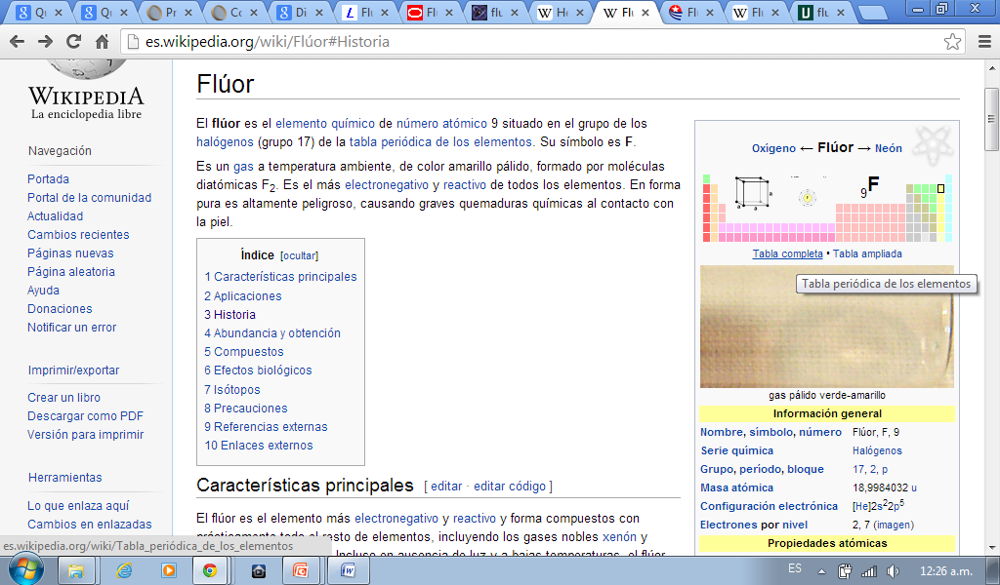 Qu
Qu
Pr
Co
Di
Flu
Flú
flu
He
Flú
Flú
Flú
flu
es.wikipedia.org/wiki/Flúor#Historia
WIKIPEDIA
La enciclopedia libre
Navegación
Portada
Portal de la comunidad
Actualidad
Cambios recientes
Páginas nuevas
Página aleatoria
Ayuda
Donaciones
Notificar un error
Imprimir/exportar
Crear un libro
Descargar como PDF
Versión para imprimir
Herramientas
Lo que enlaza aquí
Cambios en enlazadas
Flúor
El flúor es el elemento químico de número atómico 9 situado en el grupo de los
halógenos (grupo 17) de la tabla periódica de los elementos. Su símbolo es F.
Es un gas a temperatura ambiente, de color amarillo pálido, formado por moléculas
diatómicas F2. Es el más electronegativo y reactivo de todos los elementos. En forma
pura es altamente peligroso, causando graves quemaduras químicas al contacto con
la piel.
Índice [ocultar]
1 Características principales
2 Aplicaciones
3 Historia
4 Abundancia y obtención
5 Compuestos
6 Efectos biológicos
7 Isótopos
8 Precauciones
9 Referencias externas
10 Enlaces externos
Características principales [ editar · editar código ]
El flúor es el elemento más electronegativo y reactivo y forma compuestos con
prácticamente todo el resto de elementos, incluyendo los gases nobles xenón y
Incluso en ausencia de luz y a bajas temperaturas, el flúor
Oxígeno ← Flúor → Neón
9F
Tabla completa • Tabla ampliada
Tabla periódica de los elementos
gas pálido verde-amarillo
Información general
Nombre, símbolo, número Flúor, F, 9
Serie química Halógenos
Grupo, período, bloque 17, 2, p
Masa atómica 18,9984032 u
Configuración electrónica [He]2s²2p⁵
Electrones por nivel 2, 7 (imagen)
Propiedades atómicas
es.wikipedia.org/wiki/Tabla_periódica_de_los_elementos
ES
12:26 a.m.